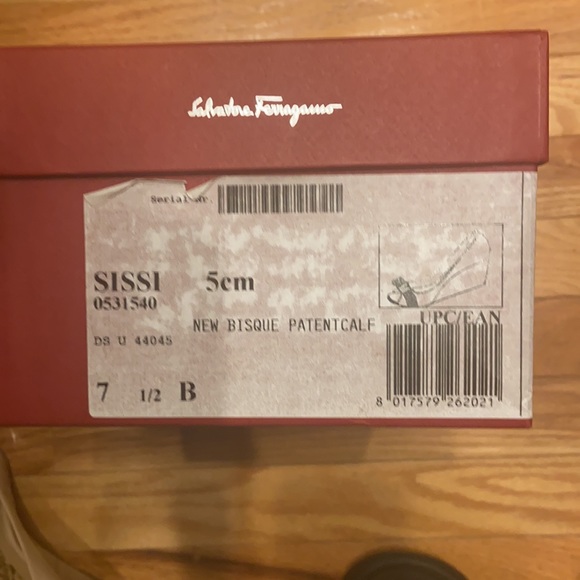 Salvatore Ferragamo
Serial Nr.
SISSI 5cm
0531540
NEW BISQUE PATENTCALF
UPC/EAN
DS U 44045
7 1/2 B
8 017579 262021